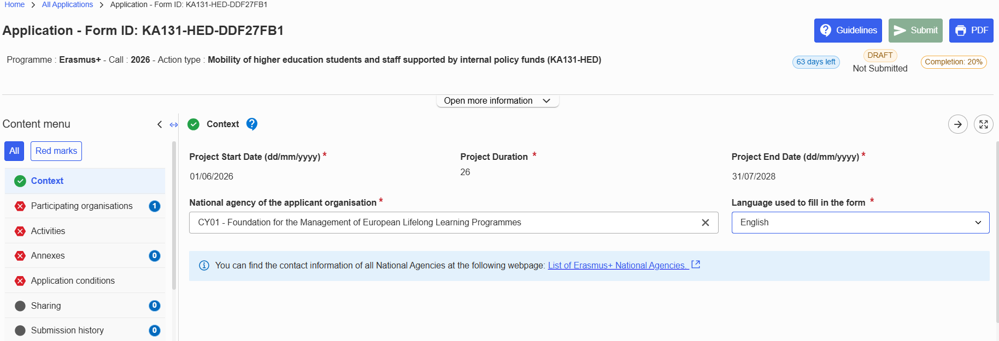 Home > All Applications > Application - Form ID: KA131-HED-DDF27FB1
Application - Form ID: KA131-HED-DDF27FB1
Guidelines
Submit
PDF
Programme : Erasmus+ - Call : 2026 - Action type : Mobility of higher education students and staff supported by internal policy funds (KA131-HED)
63 days left
DRAFT
Not Submitted
Completion: 20%
Open more information
Content menu
All
Red marks
Context
Participating organisations 1
Activities
Annexes 0
Application conditions
Sharing 0
Submission history 0
Context
Project Start Date (dd/mm/yyyy) *
01/06/2026
Project Duration *
26
Project End Date (dd/mm/yyyy) *
31/07/2028
National agency of the applicant organisation *
CY01 - Foundation for the Management of European Lifelong Learning Programmes
Language used to fill in the form *
English
You can find the contact information of all National Agencies at the following webpage: List of Erasmus+ National Agencies.